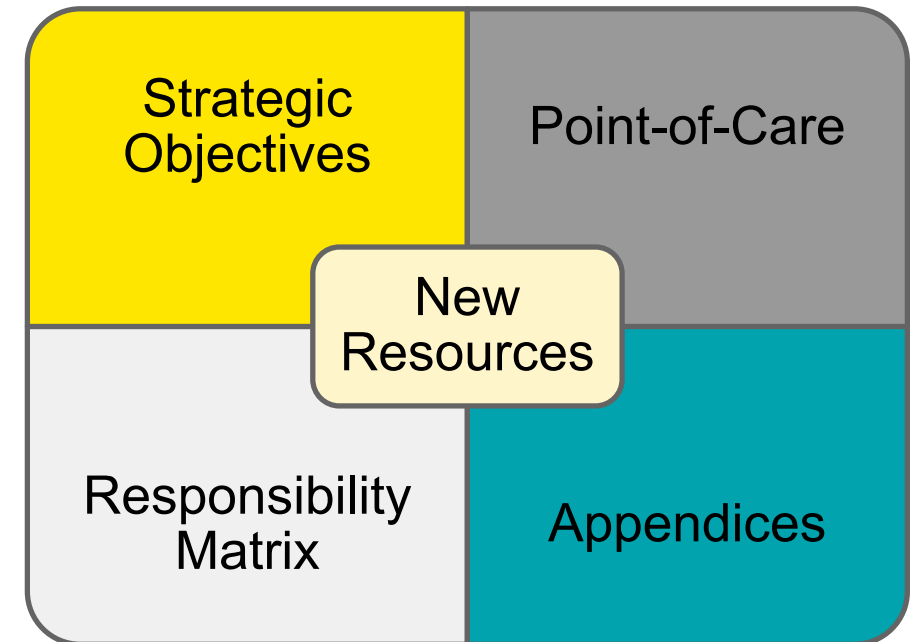 Strategic
Objectives
Point-of-Care
New
Resources
Responsibility
Matrix
Appendices